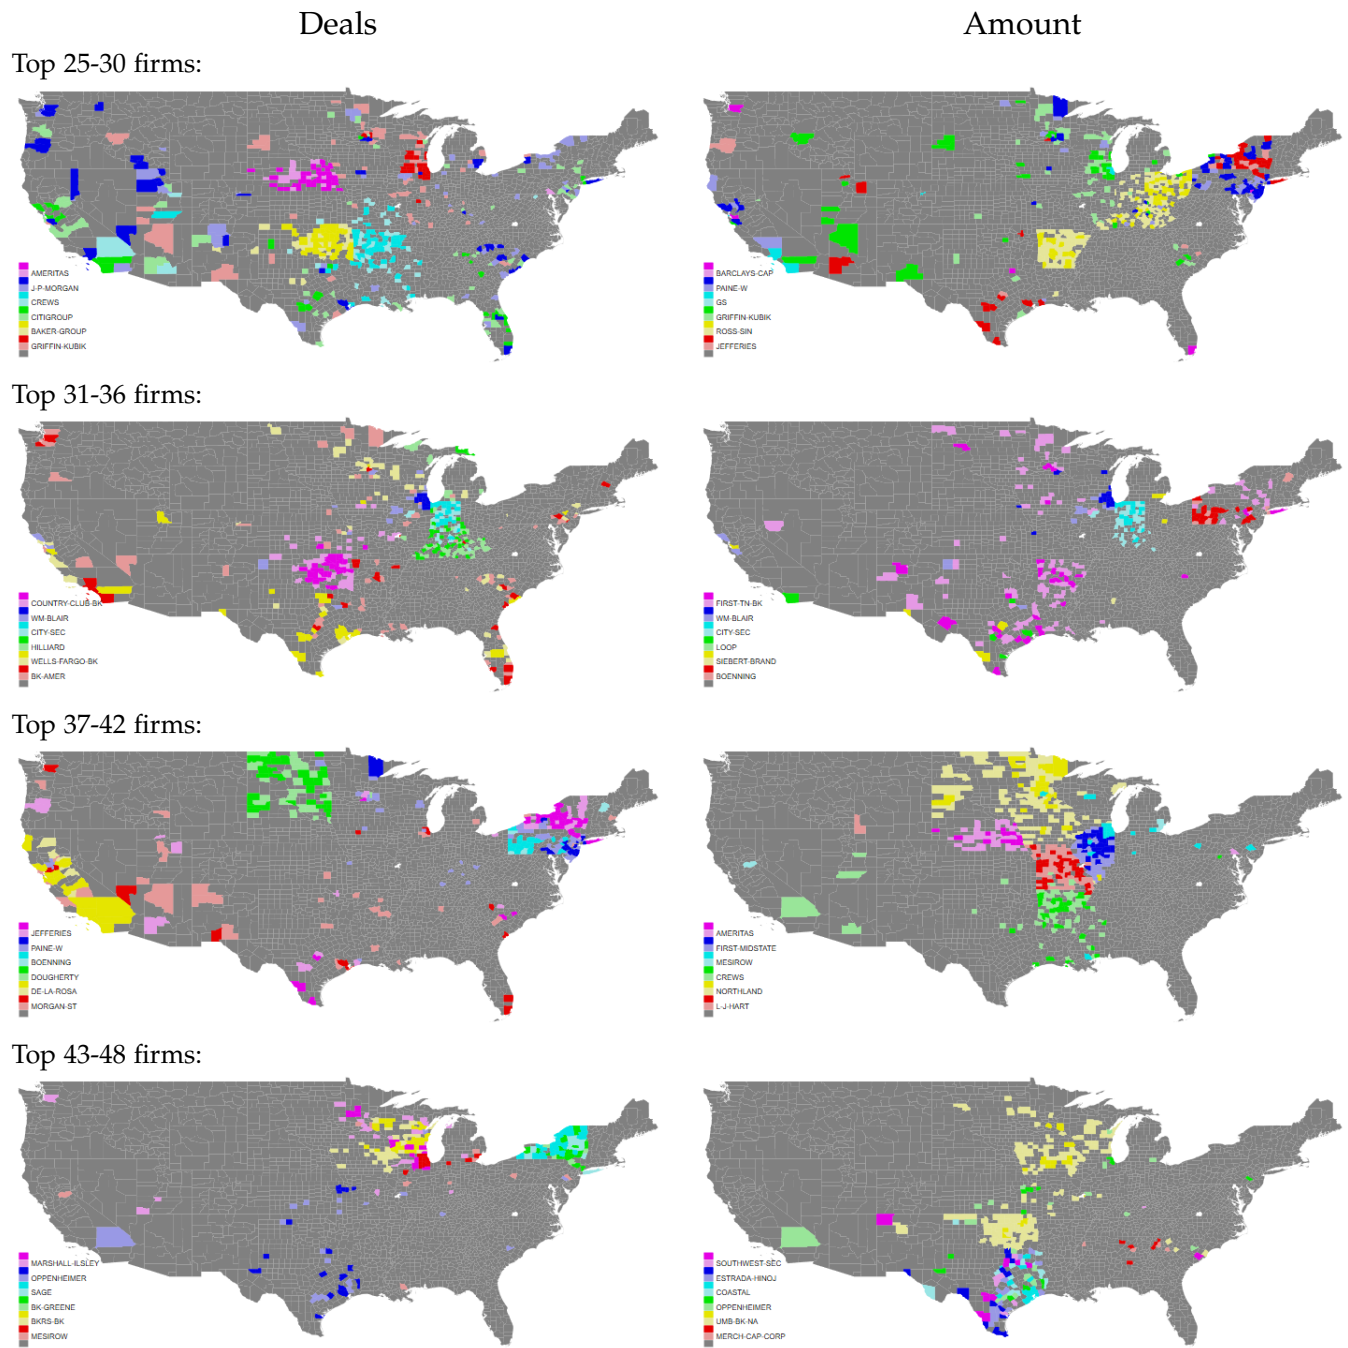 Deals
Amount
Top 25-30 firms:
AMERITAS
J-P-MORGAN
CREWS
CITIGROUP
BAKER-GROUP
GRIFFIN-KUBIK
BARCLAYS-CAP
PAINE-W
GS
GRIFFIN-KUBIK
ROSS-SIN
JEFFERIES
Top 31-36 firms:
COUNTRY-CLUB-BK
WM-BLAIR
CITY-SEC
HILLIARD
WELLS-FARGO-BK
BK-AMER
FIRST-TN-BK
WM-BLAIR
CITY-SEC
LOOP
SIEBERT-BRAND
BOENNING
Top 37-42 firms:
JEFFERIES
PAINE-W
BOENNING
DOUGHERTY
DE-LA-ROSA
MORGAN-ST
AMERITAS
FIRST-MIDSTATE
MESIROW
CREWS
NORTHLAND
L-J-HART
Top 43-48 firms:
MARSHALL-ILSLEY
OPPENHEIMER
SAGE
BK-GREENE
BKRS-BK
MESIROW
SOUTHWEST-SEC
ESTRADA-HINOJ
COASTAL
OPPENHEIMER
UMB-BK-NA
MERCH-CAP-CORP